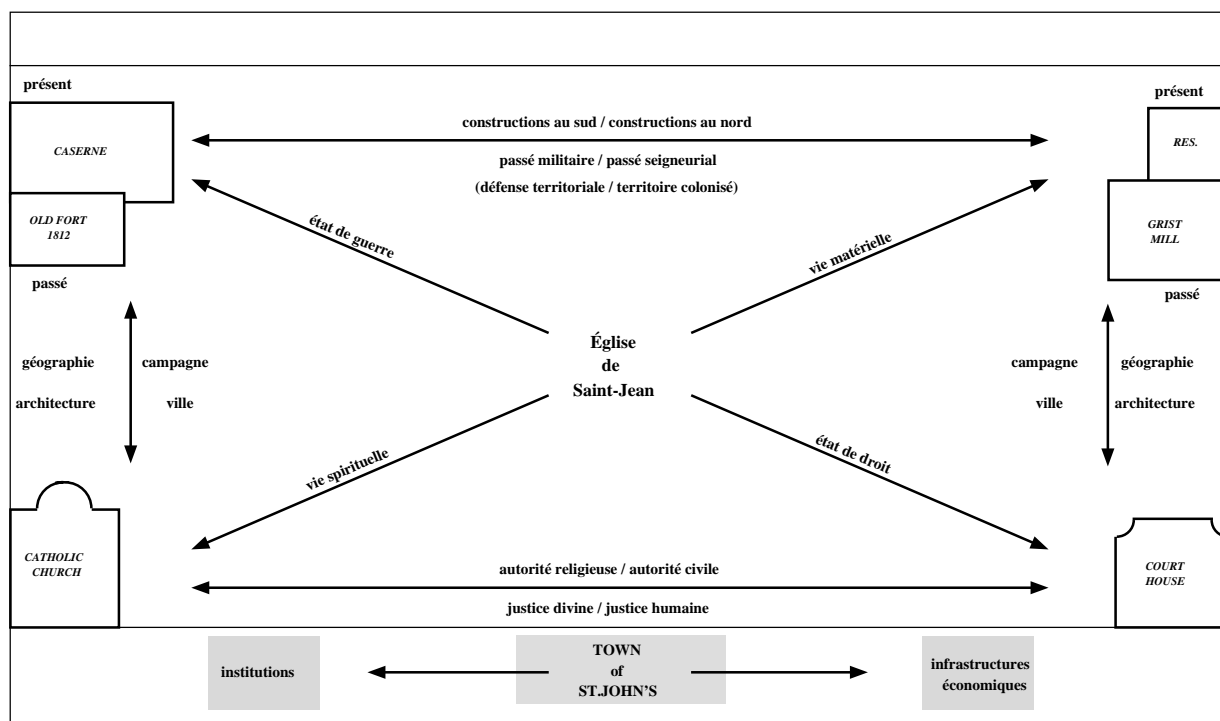 présent
présent
constructions au sud / constructions au nord
CASERNE
RES.
passé militaire / passé seigneurial
(défense territoriale / territoire colonisé)
OLD FORT
1812
état de guerre
vie matérielle
GRIST
MILL
passé
passé
Église
de
Saint-Jean
géographie
campagne
architecture
ville
campagne
géographie
ville
architecture
vie spirituelle
état de droit
CATHOLIC
CHURCH
COURT
HOUSE
autorité religieuse / autorité civile
justice divine / justice humaine
institutions
TOWN
of
ST.JOHN'S
infrastructures
économiques